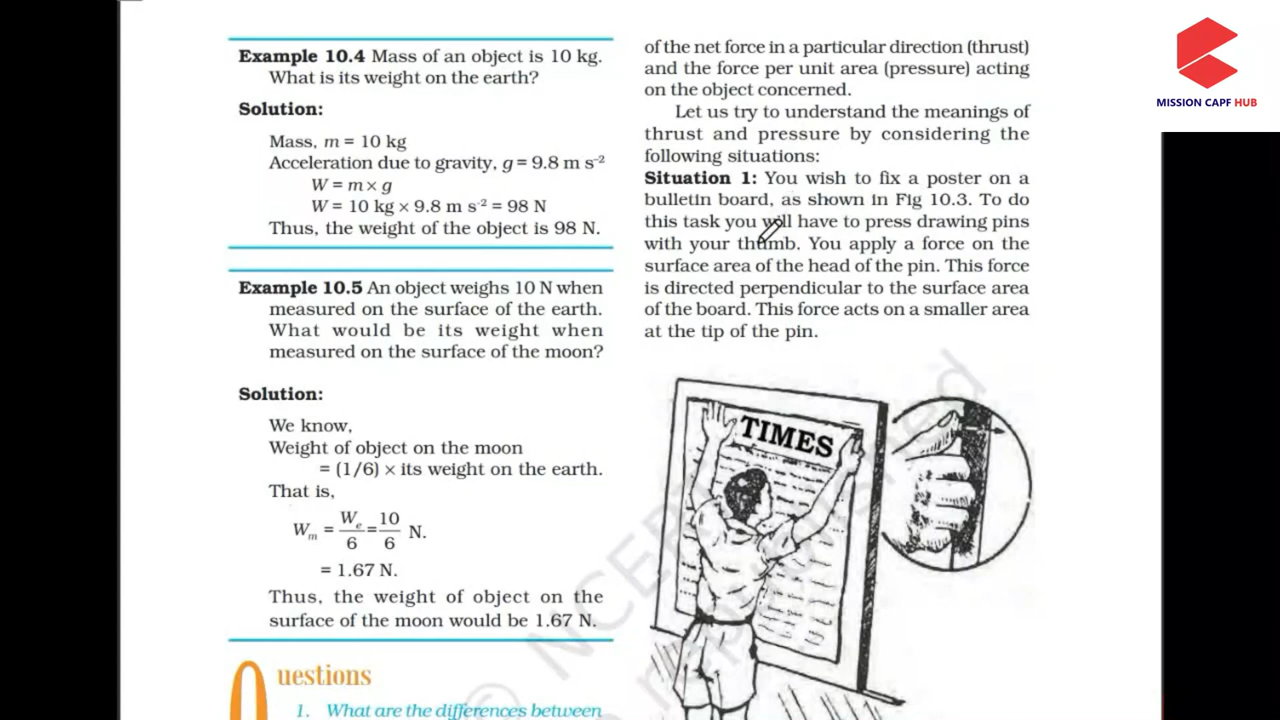 Example 10.4 Mass of an object is 10 kg.
What is its weight on the earth?
Solution:
Mass, m = 10 kg
Acceleration due to gravity, g = 9.8 m s⁻²
W = m × g
W = 10 kg × 9.8 m s⁻² = 98 N
Thus, the weight of the object is 98 N.
Example 10.5 An object weighs 10 N when
measured on the surface of the earth.
What would be its weight when
measured on the surface of the moon?
Solution:
We know,
Weight of object on the moon
= (1/6) × its weight on the earth.
That is,
Wₘ = Wₑ/6 = 10/6 N.
= 1.67 N.
Thus, the weight of object on the
surface of the moon would be 1.67 N.
Questions
1. What are the differences between
of the net force in a particular direction (thrust)
and the force per unit area (pressure) acting
on the object concerned.
Let us try to understand the meanings of
thrust and pressure by considering the
following situations:
Situation 1: You wish to fix a poster on a
bulletin board, as shown in Fig 10.3. To do
this task you will have to press drawing pins
with your thumb. You apply a force on the
surface area of the head of the pin. This force
is directed perpendicular to the surface area
of the board. This force acts on a smaller area
at the tip of the pin.
TIMES
MISSION CAPF HUB
© NCERT